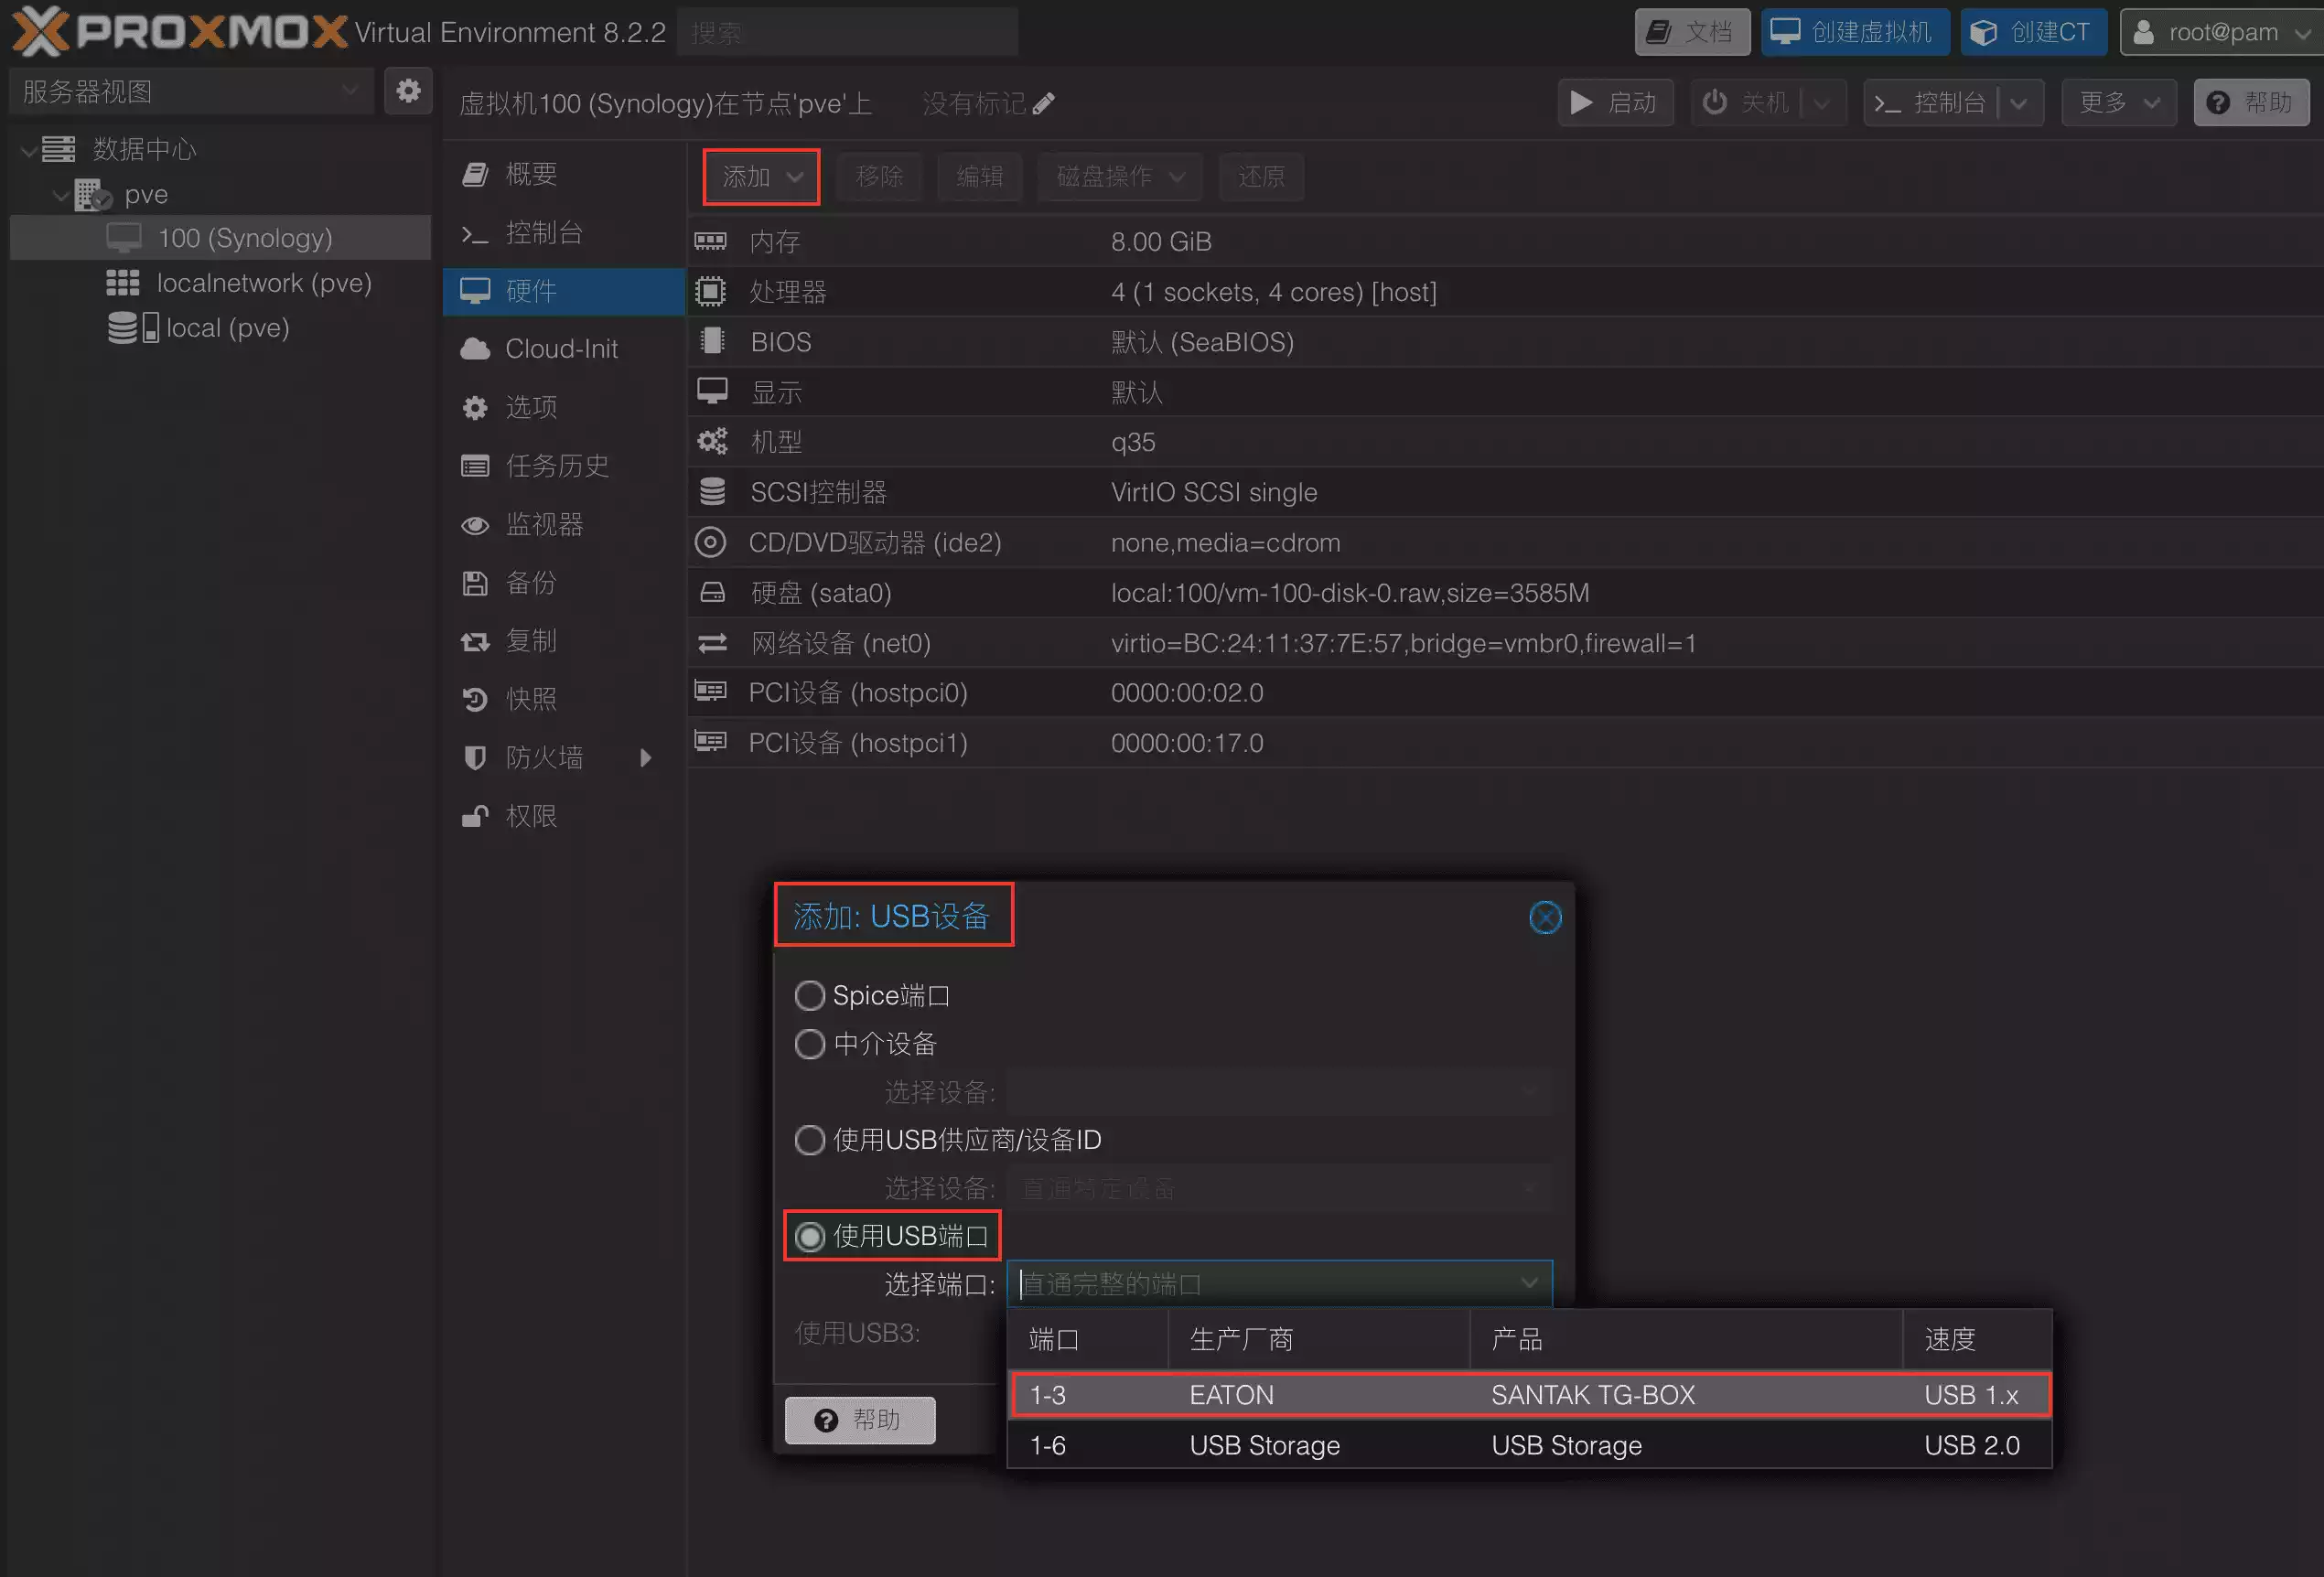 PROXMOX Virtual Environment 8.2.2 搜索 文档 创建虚拟机 创建CT root@pam
服务器视图
虚拟机100 (Synology)在节点'pve'上 没有标记 启动 关机 控制台 更多 帮助
数据中心
pve
100 (Synology)
localnetwork (pve)
local (pve)
概要
控制台
硬件
Cloud-Init
选项
任务历史
监视器
备份
复制
快照
防火墙
权限
添加 移除 编辑 磁盘操作 还原
内存 8.00 GiB
处理器 4 (1 sockets, 4 cores) [host]
BIOS 默认 (SeaBIOS)
显示 默认
机型 q35
SCSI控制器 VirtIO SCSI single
CD/DVD驱动器 (ide2) none,media=cdrom
硬盘 (sata0) local:100/vm-100-disk-0.raw,size=3585M
网络设备 (net0) virtio=BC:24:11:37:7E:57,bridge=vmbr0,firewall=1
PCI设备 (hostpci0) 0000:00:02.0
PCI设备 (hostpci1) 0000:00:17.0
添加: USB设备
Spice端口
中介设备
选择设备:
使用USB供应商/设备ID
选择设备: 直通特定设备
使用USB端口
选择端口: 直通完整的端口
使用USB3:
端口 生产厂商 产品 速度
1-3 EATON SANTAK TG-BOX USB 1.x
1-6 USB Storage USB Storage USB 2.0
帮助